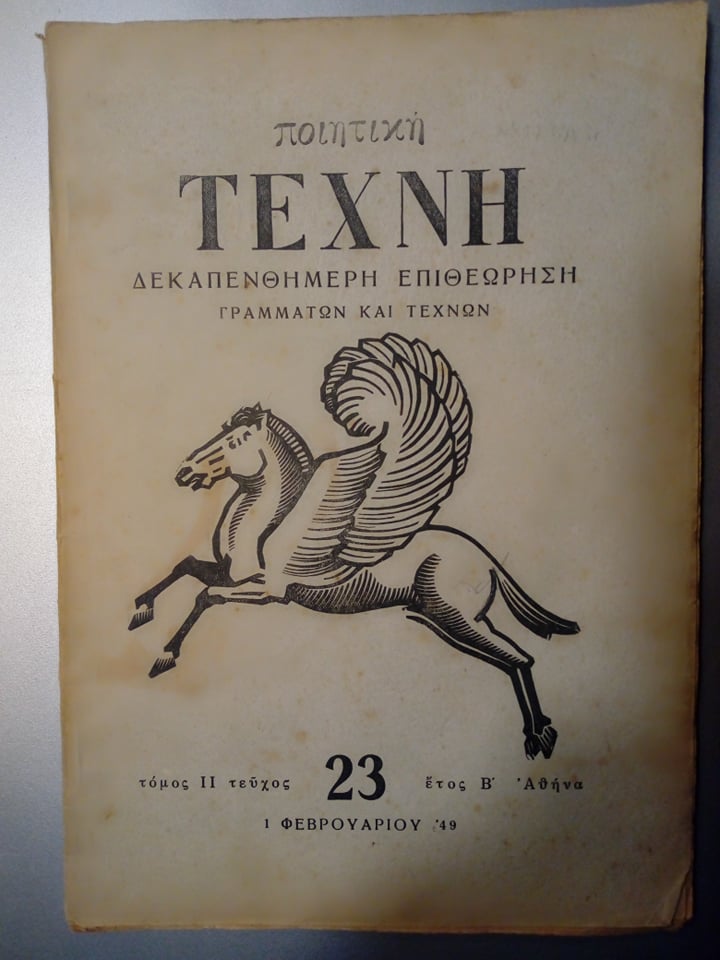 ποιητική
ΤΕΧΝΗ
ΔΕΚΑΠΕΝΘΗΜΕΡΗ ΕΠΙΘΕΩΡΗΣΗ
ΓΡΑΜΜΑΤΩΝ ΚΑΙ ΤΕΧΝΩΝ
τόμος ΙΙ τεῦχος 23 ἔτος Β' Ἀθήνα
1 ΦΕΒΡΟΥΑΡΙΟΥ '49